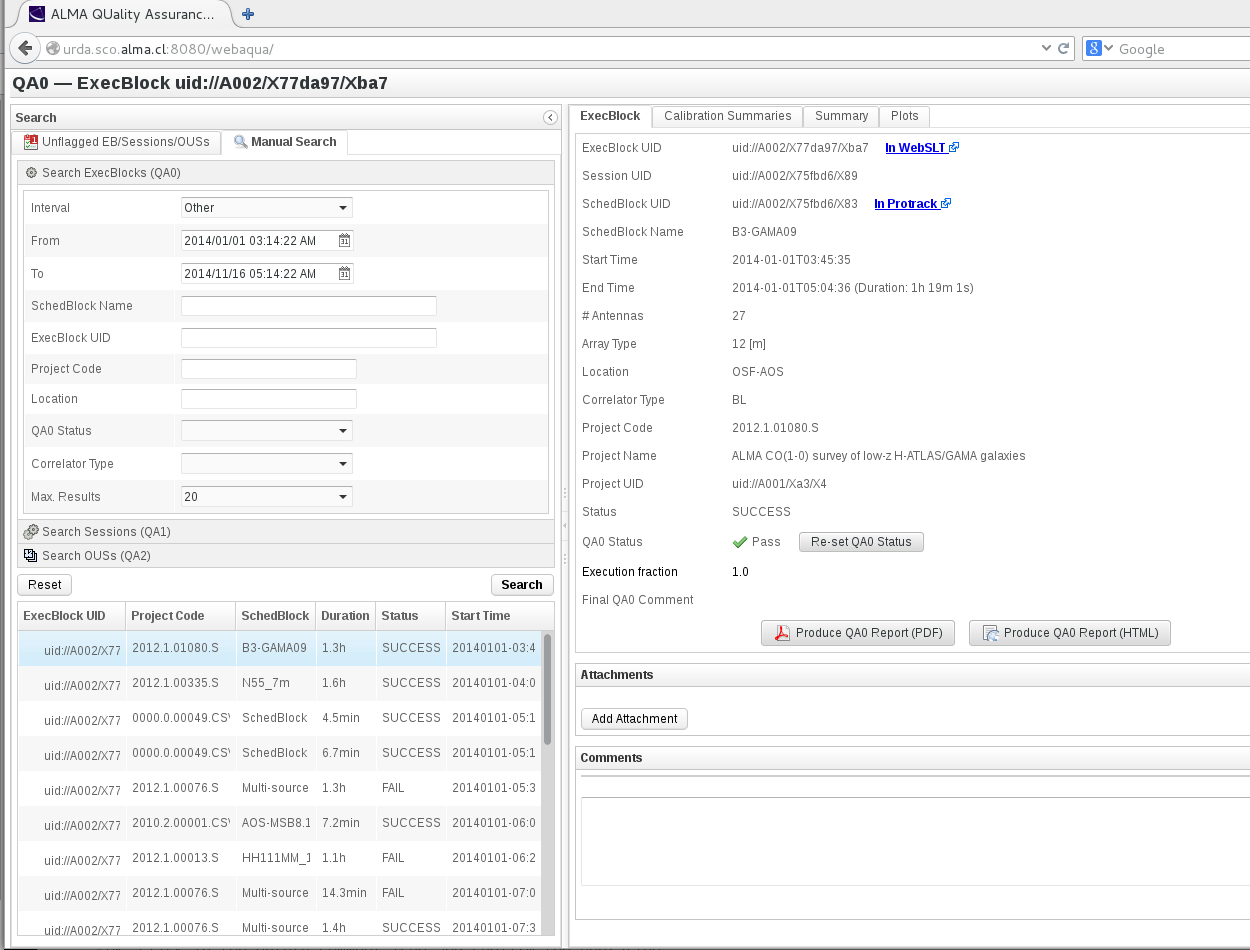 ALMA QUality Assuranc...
urda.sco.alma.cl:8080/webaqua/
8
Google
QA0 — ExecBlock uid://A002/X77da97/Xba7
Search
Unflagged EB/Sessions/OUSs
Manual Search
Search ExecBlocks (QA0)
Interval Other
From 2014/01/01 03:14:22 AM
To 2014/11/16 05:14:22 AM
SchedBlock Name
ExecBlock UID
Project Code
Location
QA0 Status
Correlator Type
Max. Results 20
Search Sessions (QA1)
Search OUSs (QA2)
Reset Search
ExecBlock UID Project Code SchedBlock Duration Status Start Time
uid://A002/X77 2012.1.01080.S B3-GAMA09 1.3h SUCCESS 20140101-03:4
uid://A002/X77 2012.1.00335.S N55_7m 1.6h SUCCESS 20140101-04:0
uid://A002/X77 0000.0.00049.CSV SchedBlock 4.5min SUCCESS 20140101-05:1
uid://A002/X77 0000.0.00049.CSV SchedBlock 6.7min SUCCESS 20140101-05:1
uid://A002/X77 2012.1.00076.S Multi-source 1.3h FAIL 20140101-05:3
uid://A002/X77 2010.2.00001.CSV AOS-MSB8.1 7.2min SUCCESS 20140101-06:0
uid://A002/X77 2012.1.00013.S HH111MM_1 1.1h FAIL 20140101-06:2
uid://A002/X77 2012.1.00076.S Multi-source 14.3min FAIL 20140101-07:0
uid://A002/X77 2012.1.00076.S Multi-source 1.4h SUCCESS 20140101-07:3
ExecBlock Calibration Summaries Summary Plots
ExecBlock UID uid://A002/X77da97/Xba7 In WebSLT
Session UID uid://A002/X75fbd6/X89
SchedBlock UID uid://A002/X75fbd6/X83 In Protrack
SchedBlock Name B3-GAMA09
Start Time 2014-01-01T03:45:35
End Time 2014-01-01T05:04:36 (Duration: 1h 19m 1s)
# Antennas 27
Array Type 12 [m]
Location OSF-AOS
Correlator Type BL
Project Code 2012.1.01080.S
Project Name ALMA CO(1-0) survey of low-z H-ATLAS/GAMA galaxies
Project UID uid://A001/Xa3/X4
Status SUCCESS
QA0 Status Pass Re-set QA0 Status
Execution fraction 1.0
Final QA0 Comment
Produce QA0 Report (PDF) Produce QA0 Report (HTML)
Attachments
Add Attachment
Comments